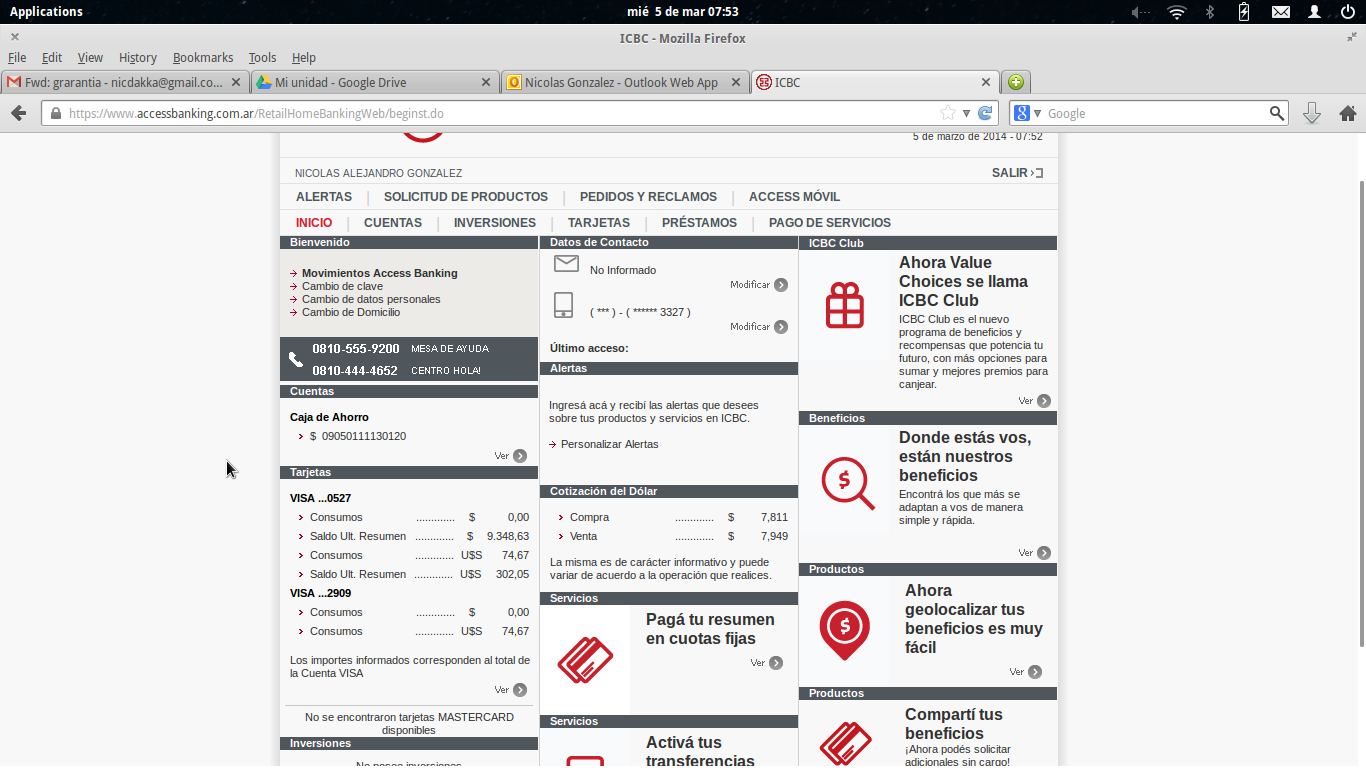 Applications
mié 5 de mar 07:53
ICBC - Mozilla Firefox
File Edit View History Bookmarks Tools Help
Fwd: grarantia - nicdakka@gmail.co...
Mi unidad - Google Drive
Nicolas Gonzalez - Outlook Web App
ICBC
https://www.accessbanking.com.ar/RetailHomeBankingWeb/beginst.do
Google
5 de marzo de 2014 - 07:52
NICOLAS ALEJANDRO GONZALEZ
SALIR
ALERTAS | SOLICITUD DE PRODUCTOS | PEDIDOS Y RECLAMOS | ACCESS MÓVIL
INICIO | CUENTAS | INVERSIONES | TARJETAS | PRÉSTAMOS | PAGO DE SERVICIOS
Bienvenido
Movimientos Access Banking
Cambio de clave
Cambio de datos personales
Cambio de Domicilio
0810-555-9200 MESA DE AYUDA
0810-444-4652 CENTRO HOLA!
Cuentas
Caja de Ahorro
$ 09050111130120
Ver
Tarjetas
VISA ...0527
Consumos ............. $ 0,00
Saldo Ult. Resumen ............. $ 9.348,63
Consumos ............. U$S 74,67
Saldo Ult. Resumen ............. U$S 302,05
VISA ...2909
Consumos ............. $ 0,00
Consumos ............. U$S 74,67
Los importes informados corresponden al total de
la Cuenta VISA
Ver
No se encontraron tarjetas MASTERCARD
disponibles
Inversiones
No posee inversiones
Datos de Contacto
No Informado
Modificar
( *** ) - ( ****** 3327 )
Modificar
Último acceso:
Alertas
Ingresá acá y recibí las alertas que desees
sobre tus productos y servicios en ICBC.
Personalizar Alertas
Cotización del Dólar
Compra ............. $ 7,811
Venta ............. $ 7,949
La misma es de carácter informativo y puede
variar de acuerdo a la operación que realices.
Servicios
Pagá tu resumen
en cuotas fijas
Ver
Servicios
Activá tus
transferencias
ICBC Club
Ahora Value
Choices se llama
ICBC Club
ICBC Club es el nuevo
programa de beneficios y
recompensas que potencia tu
futuro, con más opciones para
sumar y mejores premios para
canjear.
Ver
Beneficios
Donde estás vos,
están nuestros
beneficios
Encontrá los que más se
adaptan a vos de manera
simple y rápida.
Ver
Productos
Ahora
geolocalizar tus
beneficios es muy
fácil
Ver
Productos
Compartí tus
beneficios
¡Ahora podés solicitar
adicionales sin cargo!